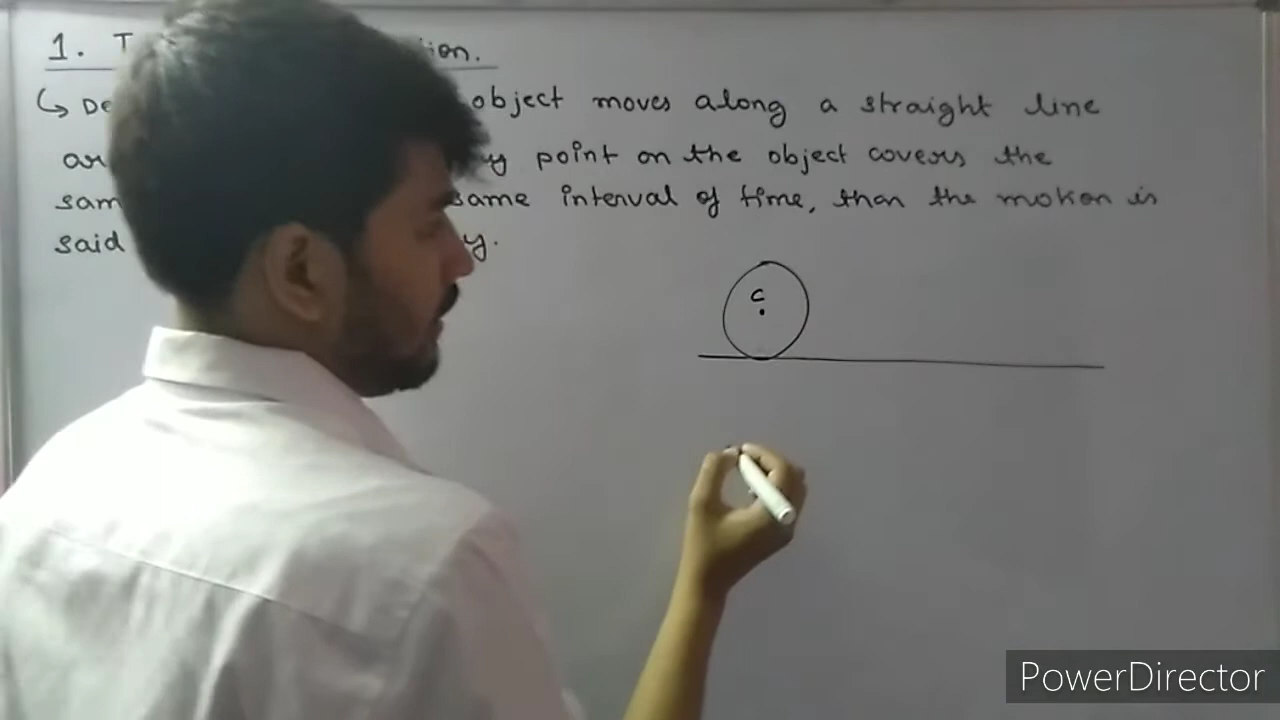 1. T ion.
↳ De object moves along a straight line
ar y point on the object covers the
sam same interval of time, than the motion is
said y.
C
PowerDirector